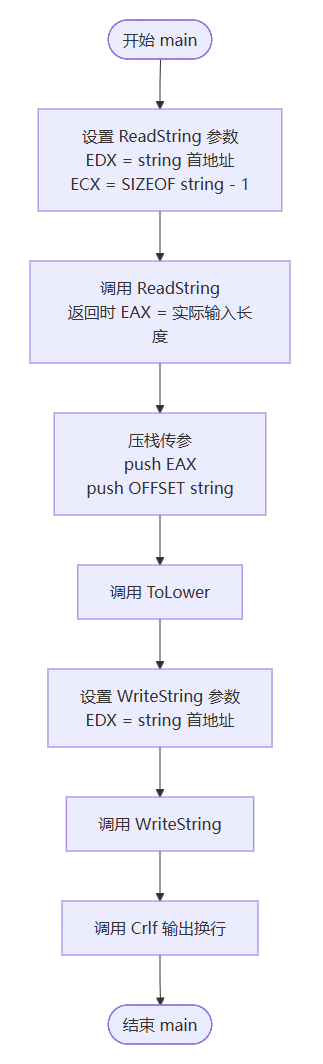 开始 main
设置 ReadString 参数
EDX = string 首地址
ECX = SIZEOF string - 1
调用 ReadString
返回时 EAX = 实际输入长
度
压栈传参
push EAX
push OFFSET string
调用 ToLower
设置 WriteString 参数
EDX = string 首地址
调用 WriteString
调用 Crlf 输出换行
结束 main